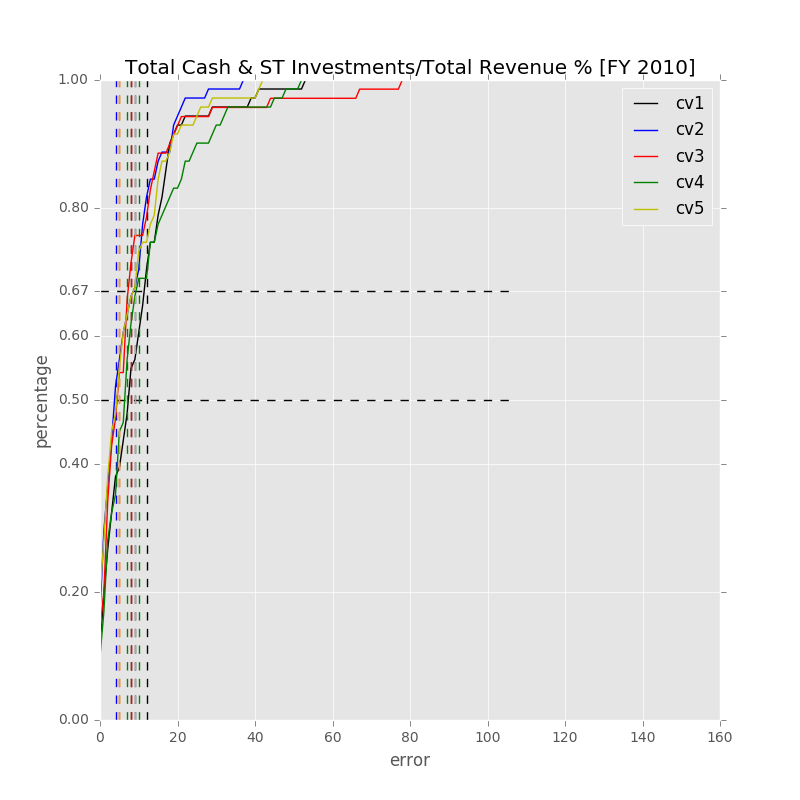 Total Cash & ST Investments/Total Revenue % [FY 2010]
1.00
0.80
0.67
0.60
0.50
0.40
0.20
0.00
percentage
cv1
cv2
cv3
cv4
cv5
0 20 40 60 80 100 120 140 160
error